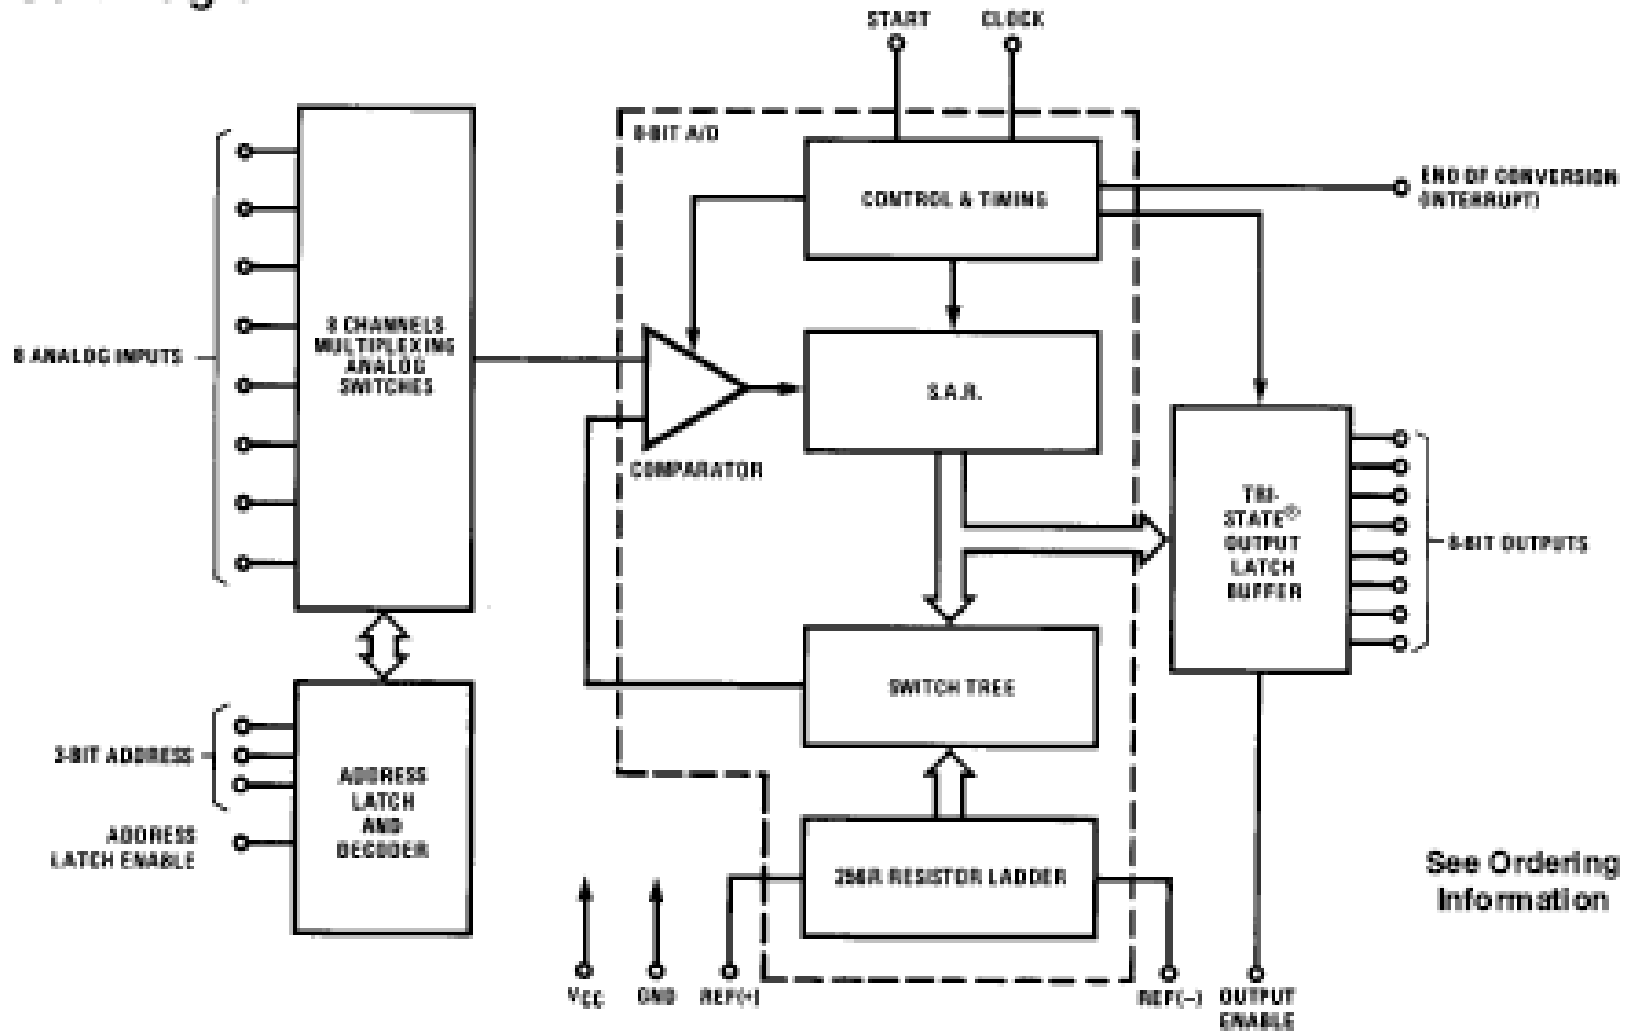 START
CLOCK
8-BIT A/D
CONTROL & TIMING
END OF CONVERSION
(INTERRUPT)
8 CHANNELS
MULTIPLEXING
ANALOG
SWITCHES
8 ANALOG INPUTS
S.A.R.
COMPARATOR
TRI-
STATE®
OUTPUT
LATCH
BUFFER
8-BIT OUTPUTS
SWITCH TREE
3-BIT ADDRESS
ADDRESS
LATCH ENABLE
ADDRESS
LATCH
AND
DECODER
256R RESISTOR LADDER
See Ordering
Information
VCC
GND
REF(+)
REF(−)
OUTPUT
ENABLE